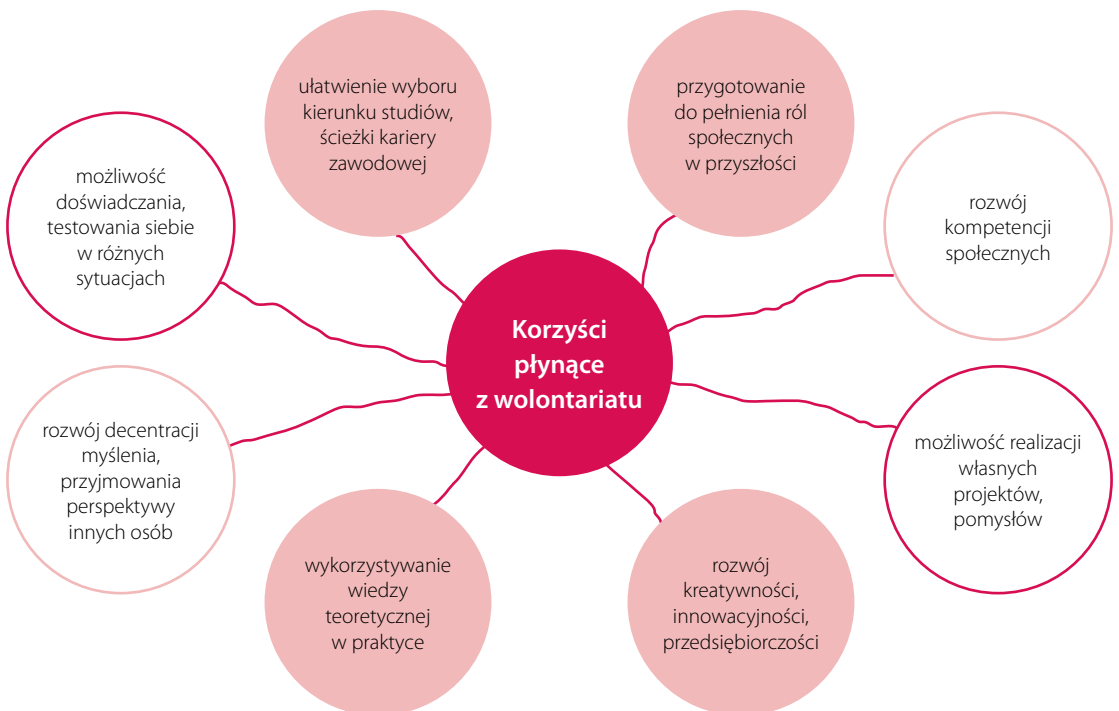 ułatwienie wyboru
kierunku studiów,
ścieżki kariery
zawodowej
przygotowanie
do pełnienia ról
społecznych
w przyszłości
możliwość
doświadczania,
testowania siebie
w różnych
sytuacjach
rozwój
kompetencji
społecznych
Korzyści
płynące
z wolontariatu
rozwój decentracji
myślenia,
przyjmowania
perspektywy
innych osób
możliwość realizacji
własnych
projektów,
pomysłów
wykorzystywanie
wiedzy
teoretycznej
w praktyce
rozwój
kreatywności,
innowacyjności,
przedsiębiorczości